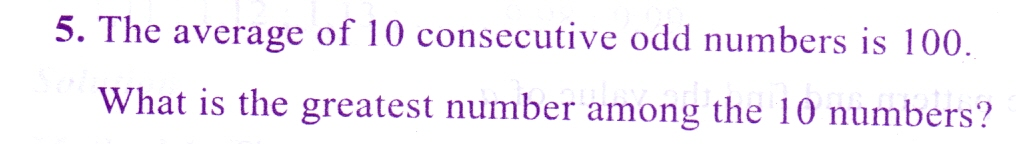 5. The average of 10 consecutive odd numbers is 100.
What is the greatest number among the 10 numbers?